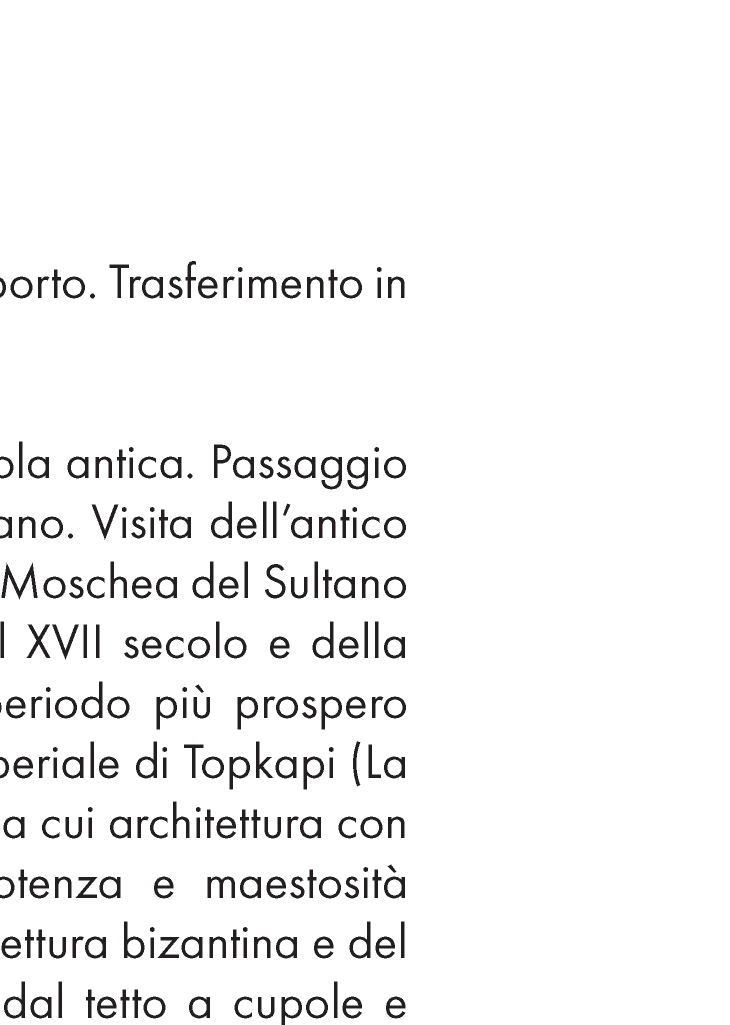 porto. Trasferimento in
ola antica. Passaggio
ano. Visita dell’antico
Moschea del Sultano
l XVII secolo e della
periodo più prospero
periale di Topkapi (La
a cui architettura con
otenza e maestosità
ettura bizantina e del
dal tetto a cupole e